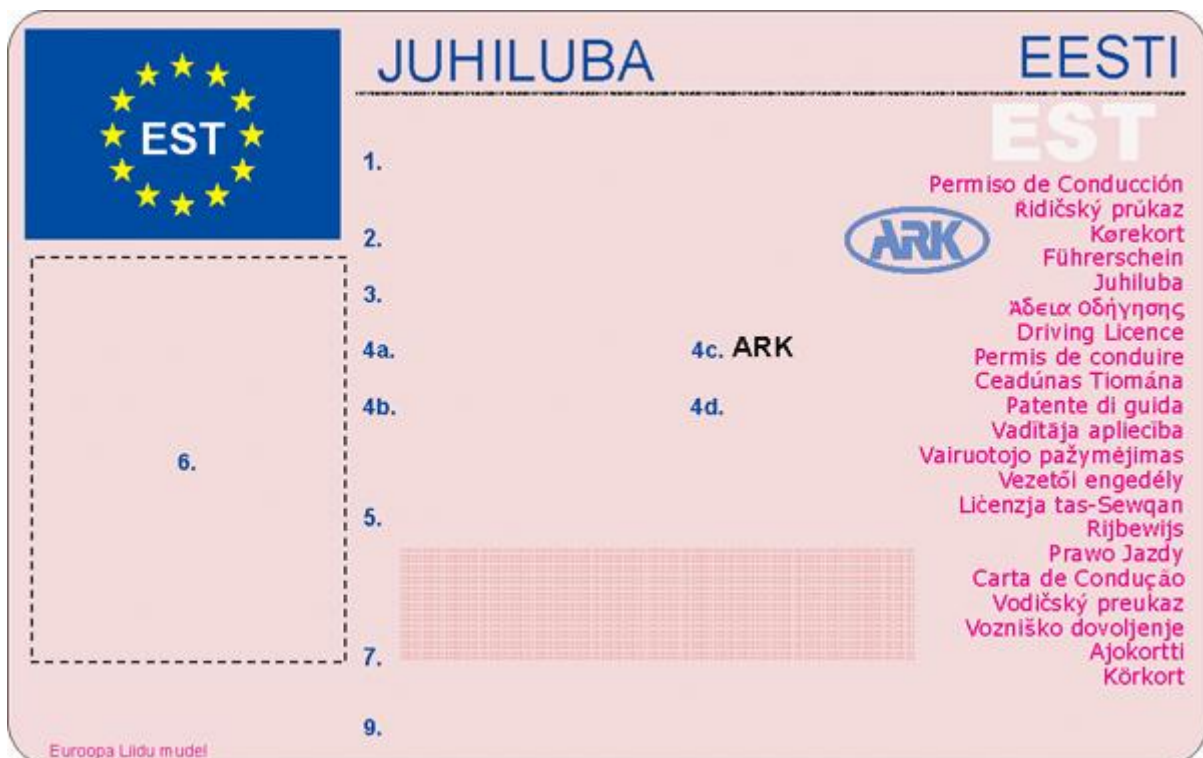 JUHILUBA EESTI
EST
EST
1.
Permiso de Conducción
Řidičský průkaz
2.
ARK
Kørekort
Führerschein
3.
Juhiluba
Άδεια Οδήγησης
Driving Licence
4a.
4c. ARK
Permis de conduire
Ceadúnas Tiomána
4b.
4d.
Patente di guida
Vadītāja apliecība
Vairuotojo pažymėjimas
6.
Vezetői engedély
Liċenzja tas-Sewqan
5.
Rijbewijs
Prawo Jazdy
Carta de Condução
Vodičský preukaz
Vozniško dovoljenje
7.
Ajokortti
Körkort
9.
Euroopa Liidu mudel